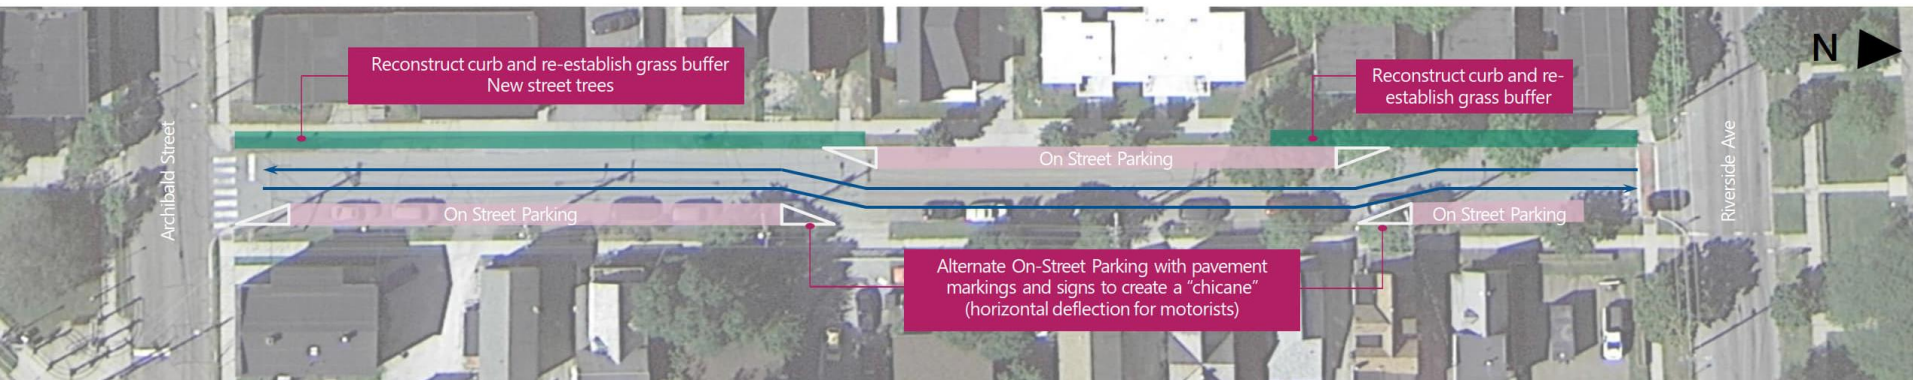 N
Reconstruct curb and re-establish grass buffer
New street trees
Reconstruct curb and re-
establish grass buffer
Archibald Street
Riverside Ave
On Street Parking
On Street Parking
On Street Parking
Alternate On-Street Parking with pavement
markings and signs to create a “chicane”
(horizontal deflection for motorists)